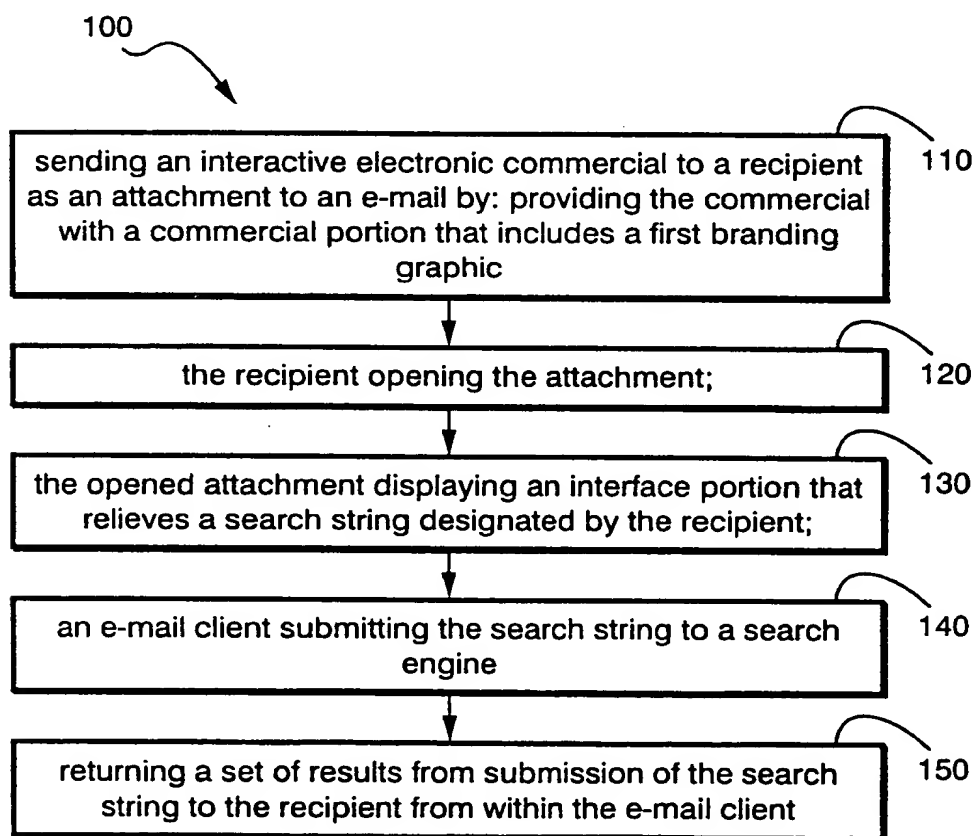 100
sending an interactive electronic commercial to a recipient
as an attachment to an e-mail by: providing the commercial
with a commercial portion that includes a first branding
graphic
110
the recipient opening the attachment;
120
the opened attachment displaying an interface portion that
relieves a search string designated by the recipient;
130
an e-mail client submitting the search string to a search
engine
140
returning a set of results from submission of the search
string to the recipient from within the e-mail client
150